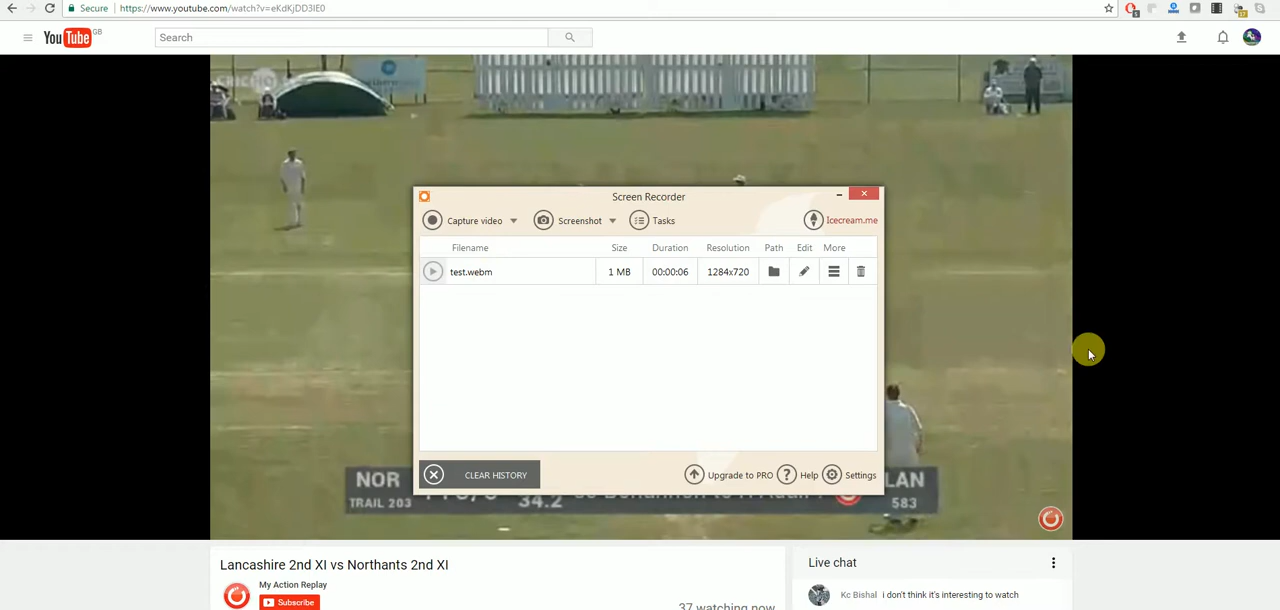 Secure https://www.youtube.com/watch?v=eKdKjDD3IE0
YouTube GB
Search
Screen Recorder
Capture video Screenshot Tasks Icecream.me
Filename Size Duration Resolution Path Edit More
test.webm 1 MB 00:00:06 1284x720
CLEAR HISTORY Upgrade to PRO Help Settings
NOR LAN
TRAIL 203 34.2 583
Lancashire 2nd XI vs Northants 2nd XI
My Action Replay
Subscribe
37 watching now
Live chat
Kc Bishal i don't think it's interesting to watch